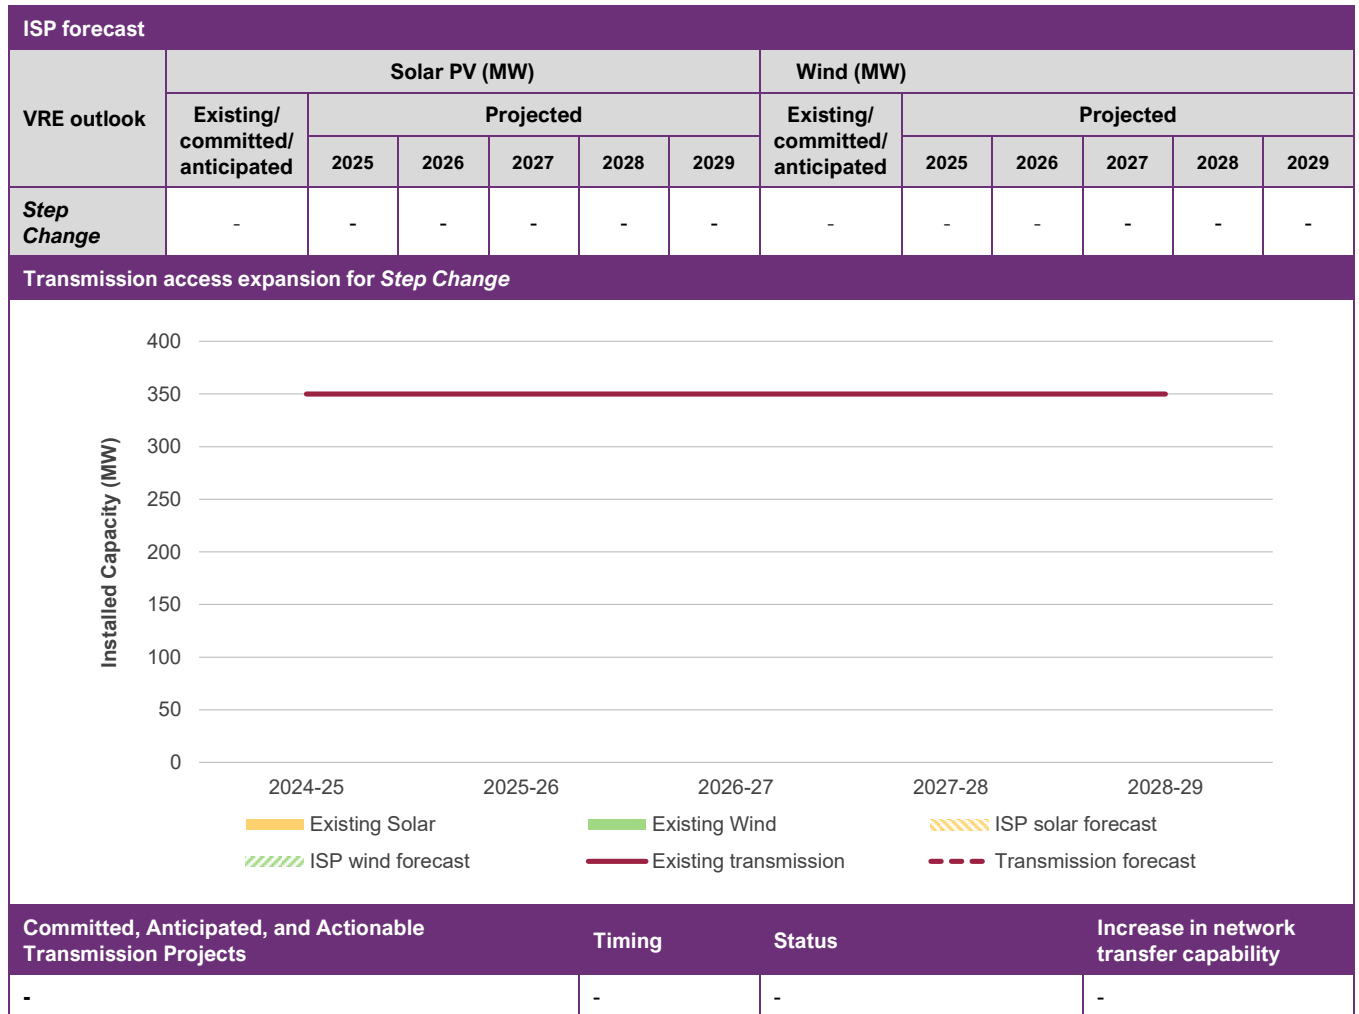 ISP forecast
VRE outlook
Solar PV (MW)
Wind (MW)
Existing/
committed/
anticipated
Projected
Existing/
committed/
anticipated
Projected
2025 2026 2027 2028 2029
2025 2026 2027 2028 2029
Step
Change
- - - - - - - - - - - -
Transmission access expansion for Step Change
Installed Capacity (MW)
400
350
300
250
200
150
100
50
0
2024-25 2025-26 2026-27 2027-28 2028-29
Existing Solar Existing Wind ISP solar forecast
ISP wind forecast Existing transmission Transmission forecast
Committed, Anticipated, and Actionable
Transmission Projects
Timing
Status
Increase in network
transfer capability
- - - -